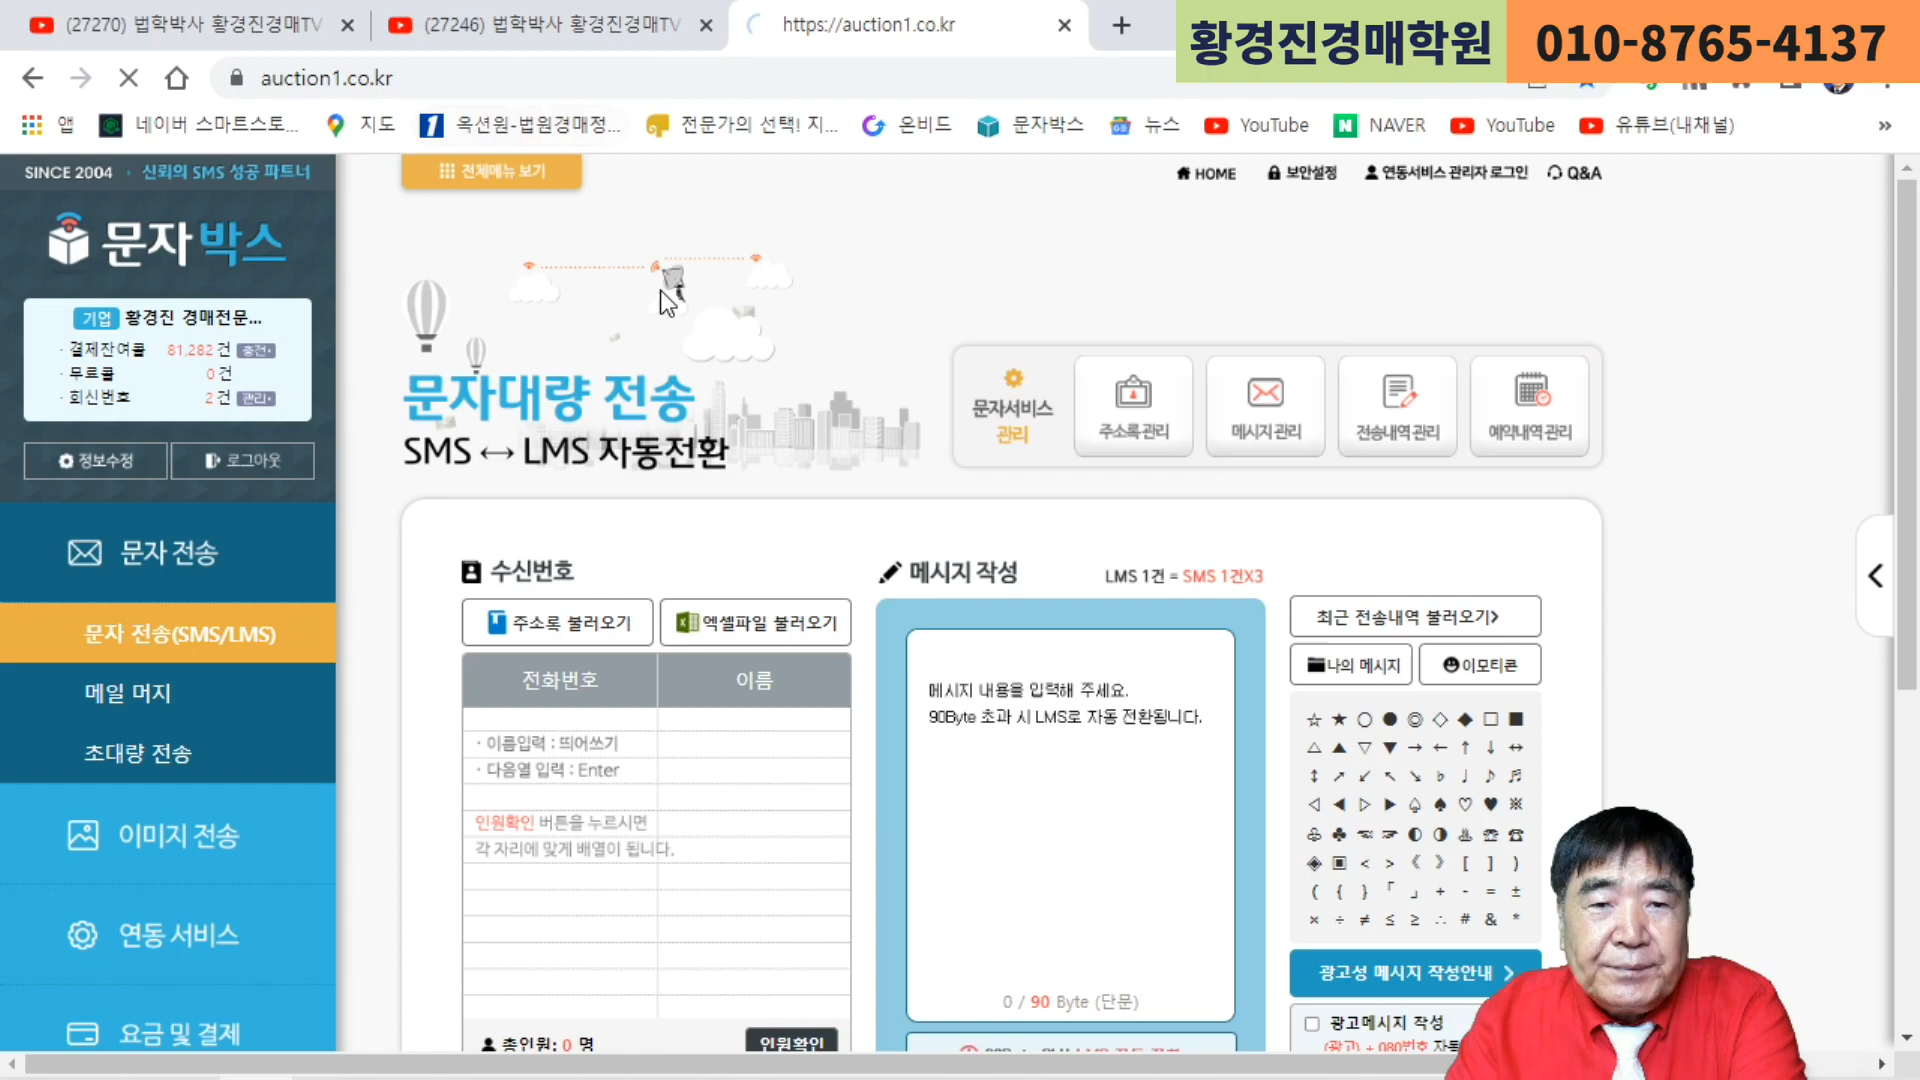 (27270) 법학박사 황경진경매TV
(27246) 법학박사 황경진경매TV
https://auction1.co.kr
황경진경매학원
010-8765-4137
auction1.co.kr
앱
네이버 스마트스토...
지도
옥션원-법원경매정...
전문가의 선택! 지...
온비드
문자박스
뉴스
YouTube
NAVER
YouTube
유튜브(내채널)
SINCE 2004 · 신뢰의 SMS 성공 파트너
전체메뉴 보기
HOME
보안설정
연동서비스 관리자 로그인
Q&A
문자박스
기업 황경진 경매전문...
· 결제잔여콜 81,282 건 충전
· 무료콜 0 건
· 회신번호 2 건 관리
정보수정
로그아웃
문자대량 전송
SMS ↔ LMS 자동전환
문자서비스
관리
주소록 관리
메시지 관리
전송내역 관리
예약내역 관리
문자 전송
문자 전송(SMS/LMS)
메일 머지
초대량 전송
이미지 전송
연동 서비스
요금 및 결제
수신번호
주소록 불러오기
엑셀파일 불러오기
전화번호
이름
· 이름입력 : 띄어쓰기
· 다음열 입력 : Enter
인원확인 버튼을 누르시면
각 자리에 맞게 배열이 됩니다.
총인원: 0 명
인원확인
메시지 작성
LMS 1건 = SMS 1건X3
메시지 내용을 입력해 주세요.
90Byte 초과 시 LMS로 자동 전환됩니다.
0 / 90 Byte (단문)
최근 전송내역 불러오기>
나의 메시지
이모티콘
☆ ★ ○ ● ◎ ◇ ◆ □ ■
△ ▲ ▽ ▼ → ← ↑ ↓ ↔
↕ ↗ ↙ ↖ ↘ ♭ ♩ ♪ ♬
◁ ◀ ▷ ▶ ♤ ♠ ♡ ♥ ※
♧ ♣ ☜ ☞ ◐ ◑ ♨ ☏ ☎
◈ ▣ < > 《 》 [ ] )
( { } 「 」 + - = ±
× ÷ ≠ ≤ ≥ ∴ # & *
광고성 메시지 작성안내 >
광고메시지 작성
(광고) + 080번호 자동